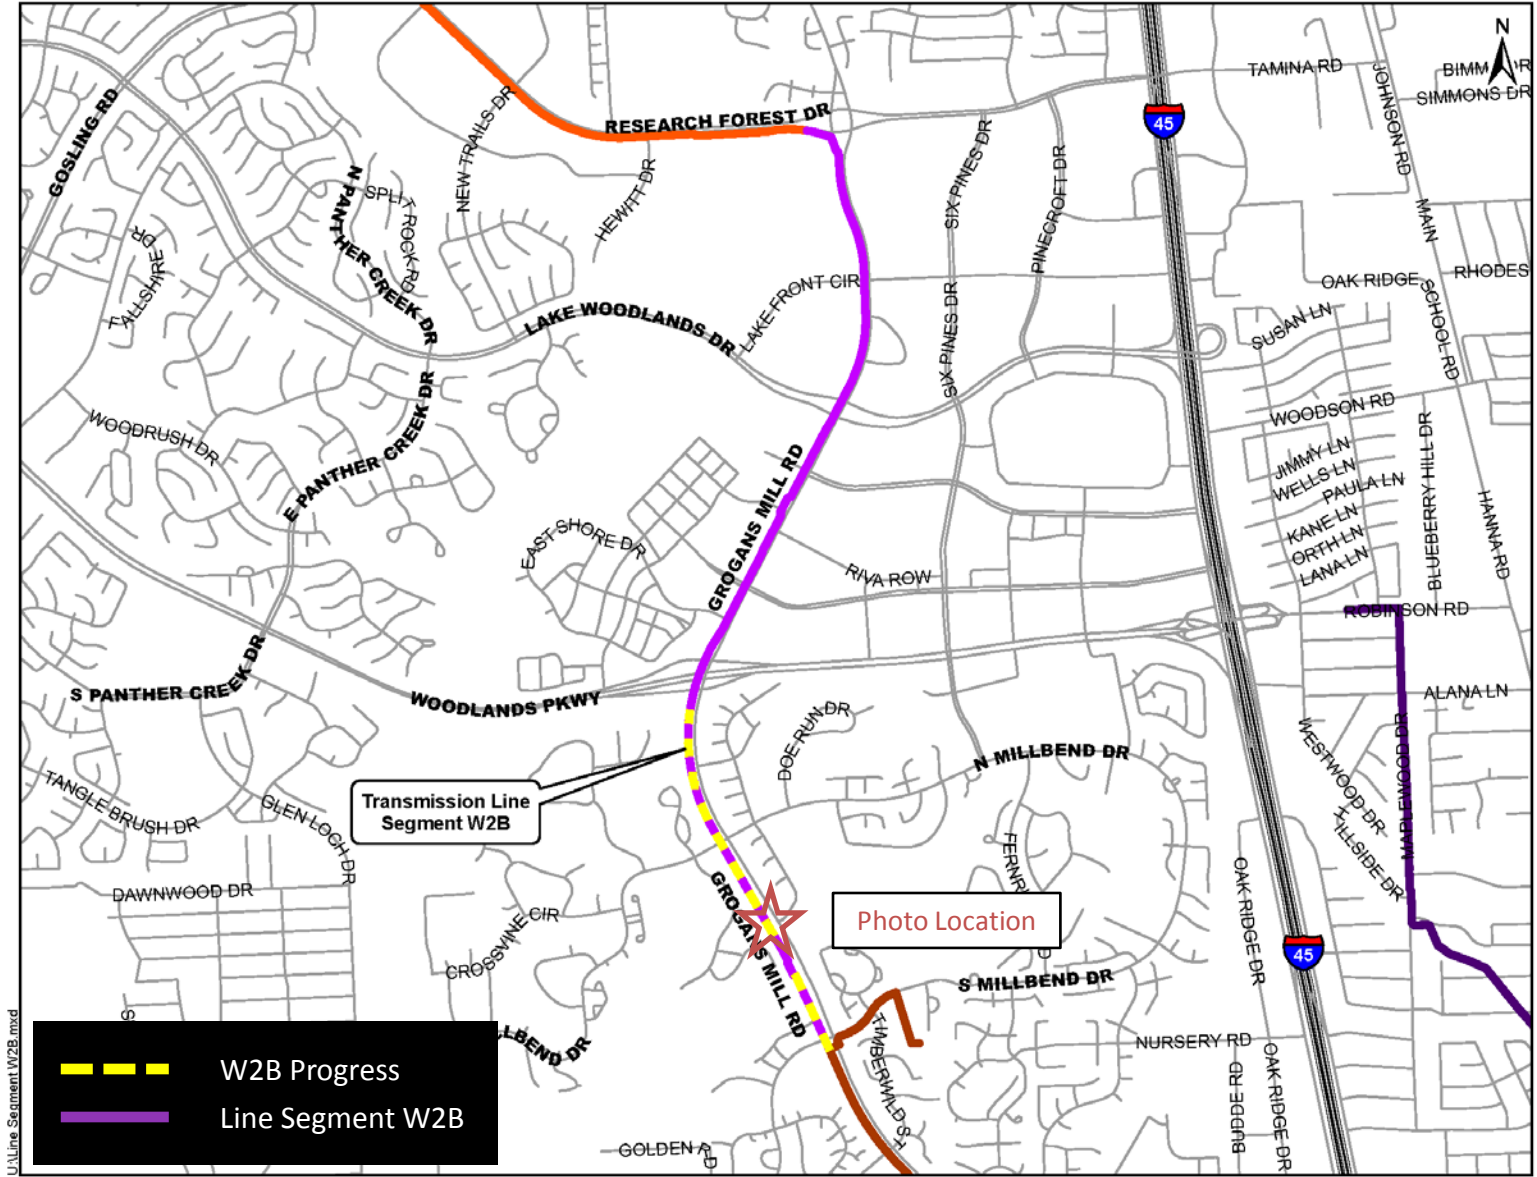 N
TAMINA RD
BIMM
DR
SIMMONS DR
JOHNSON RD
45
GOSLING RD
NEW TRAILS DR
RESEARCH FOREST DR
HEWITT DR
SIX PINES DR
PINECROFT DR
N PANTHER CREEK DR
SPLIT ROCK RD
FALLSHIRE DR
MAIN
SCHOOL RD
OAK RIDGE
RHODES
LAKE FRONT CIR
LAKE WOODLANDS DR
SIX PINES DR
SUSAN LN
WOODSON RD
WOODRUSH DR
E PANTHER CREEK DR
GROGANS MILL RD
JIMMY LN
WELLS LN
PAULA LN
KANE LN
ORTH LN
LANA LN
BLUEBERRY HILL DR
HANNA RD
EAST SHORE DR
RIVA ROW
ROBINSON RD
S PANTHER CREEK DR
WOODLANDS PKWY
ALANA LN
DOE RUN DR
N MILLBEND DR
WESTWOOD DR
MAPLEWOOD DR
HILLSIDE DR
Transmission Line
Segment W2B
TANGLE BRUSH DR
GLEN LOCH DR
DAWNWOOD DR
CROSSVINE CIR
GROGANS MILL RD
Photo Location
OAK RIDGE DR
45
S MILLBEND DR
TIMBERWILD ST
NURSERY RD
LBEND DR
BUDDE RD
OAK RIDGE DR
GOLDEN
W2B Progress
Line Segment W2B
U:\Line Segment W2B.mxd